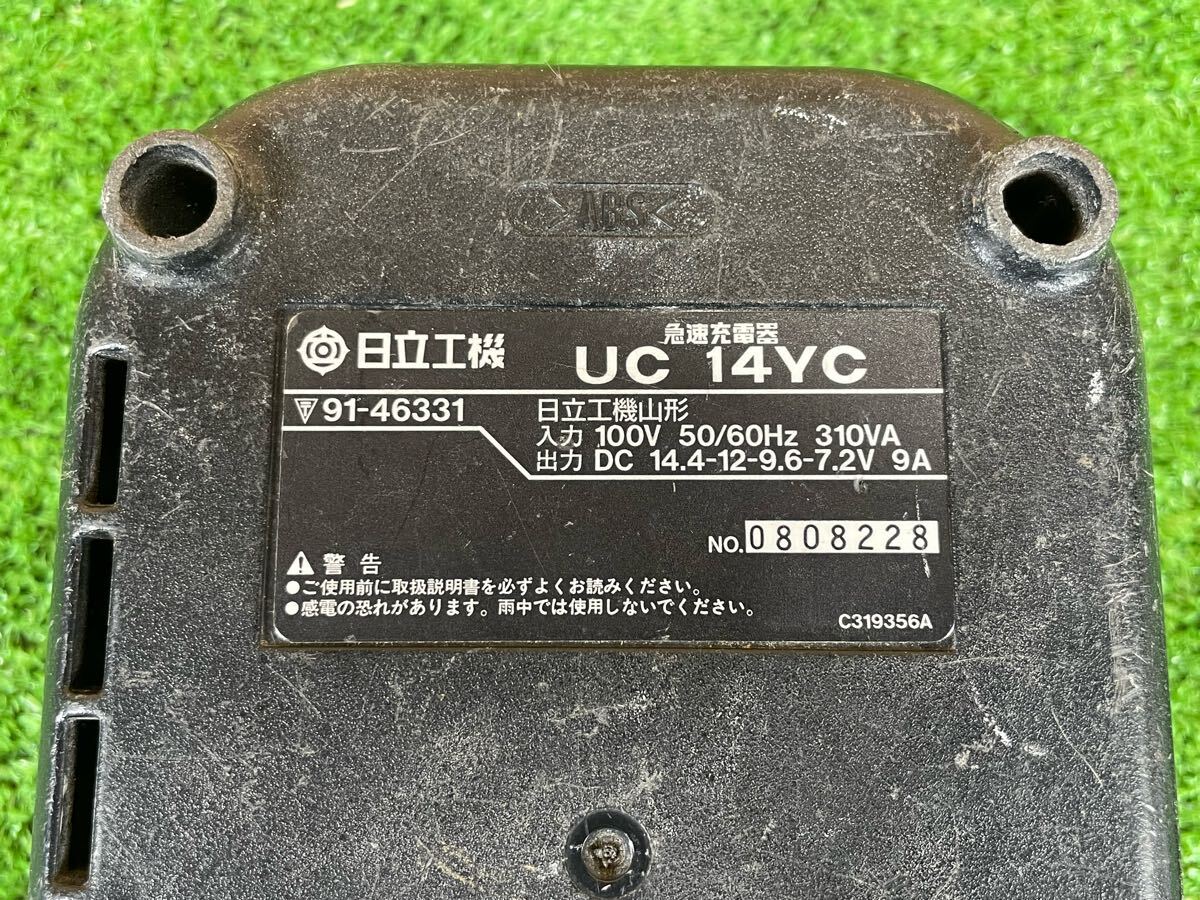 >ABS<
日立工機
急速充電器
UC 14YC
91-46331
日立工機山形
入力 100V 50/60Hz 310VA
出力 DC 14.4-12-9.6-7.2V 9A
NO. 0808228
警告
●ご使用前に取扱説明書を必ずよくお読みください。
●感電の恐れがあります。雨中では使用しないでください。
C319356A